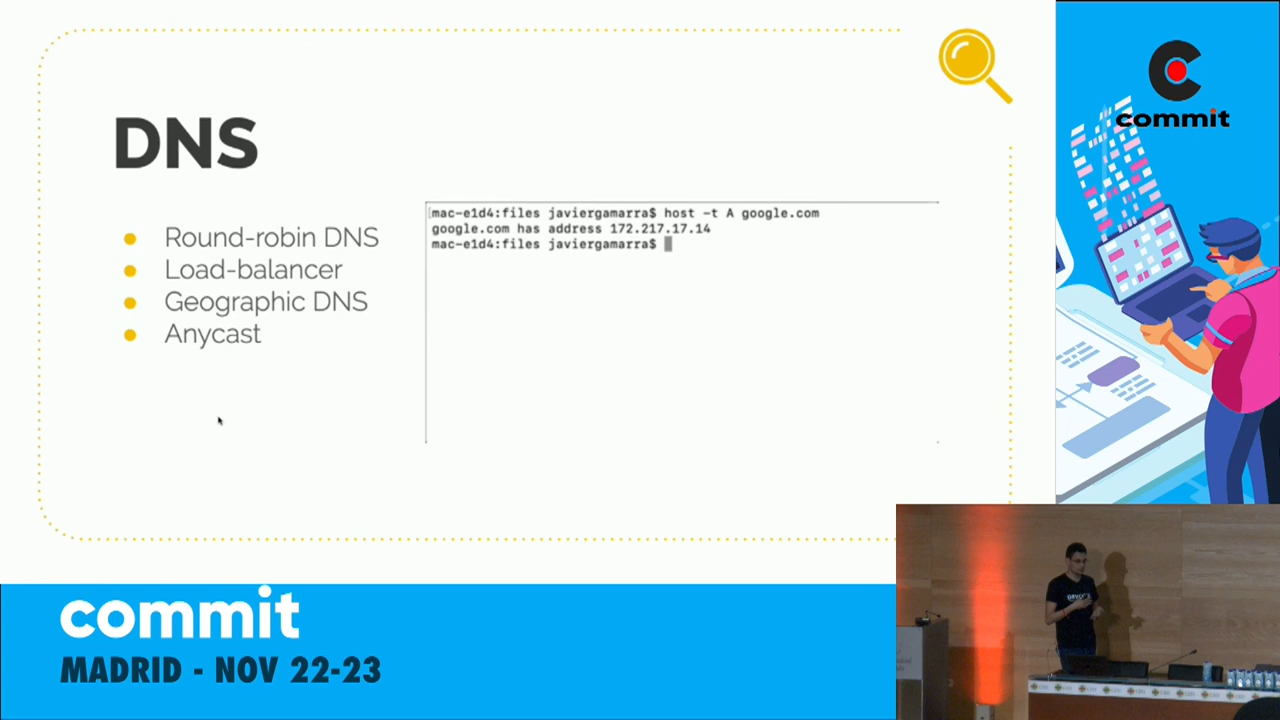 DNS
Round-robin DNS
Load-balancer
Geographic DNS
Anycast
[mac-e1d4:files javiergamarra$ host -t A google.com
google.com has address 172.217.17.14
mac-e1d4:files javiergamarra$
commit
commit
MADRID - NOV 22-23